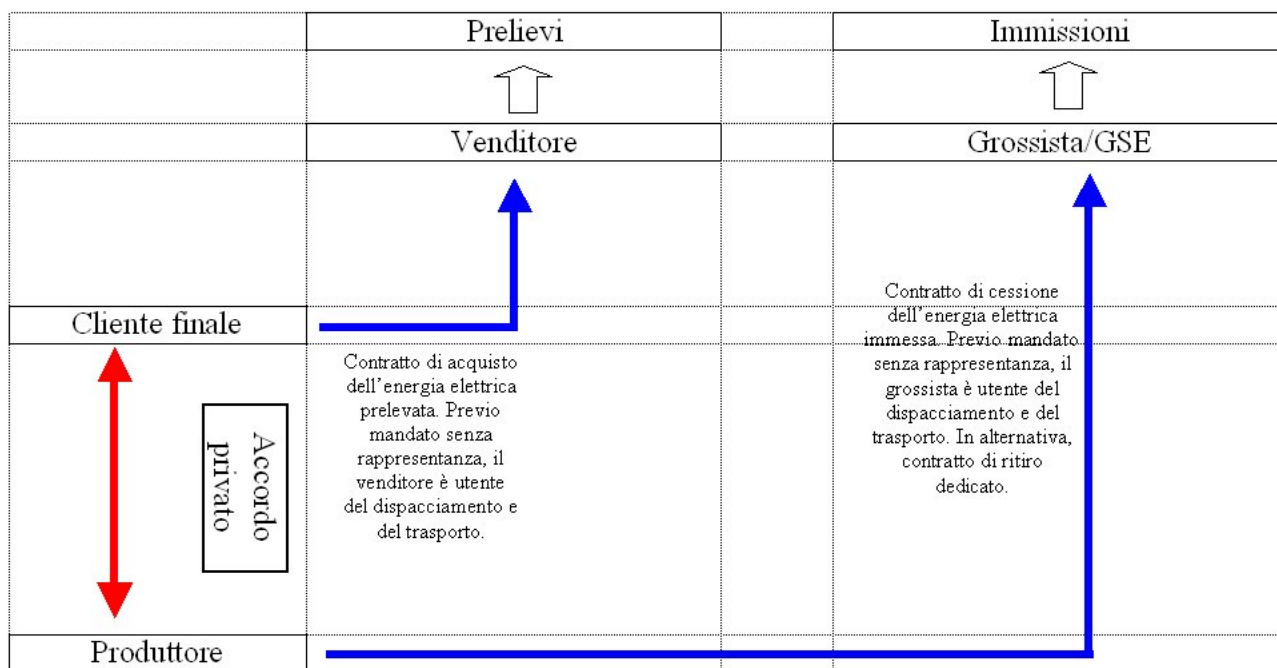 Prelievi
Immissioni
Venditore
Grossista/GSE
Contratto di cessione
dell'energia elettrica
immessa. Previo mandato
senza rappresentanza, il
grossista è utente del
dispacciamento e del
trasporto. In alternativa,
contratto di ritiro
dedicato.
Cliente finale
Contratto di acquisto
dell'energia elettrica
prelevata. Previo
mandato senza
rappresentanza, il
venditore è utente
del dispacciamento e
del trasporto.
Accordo
privato
Produttore